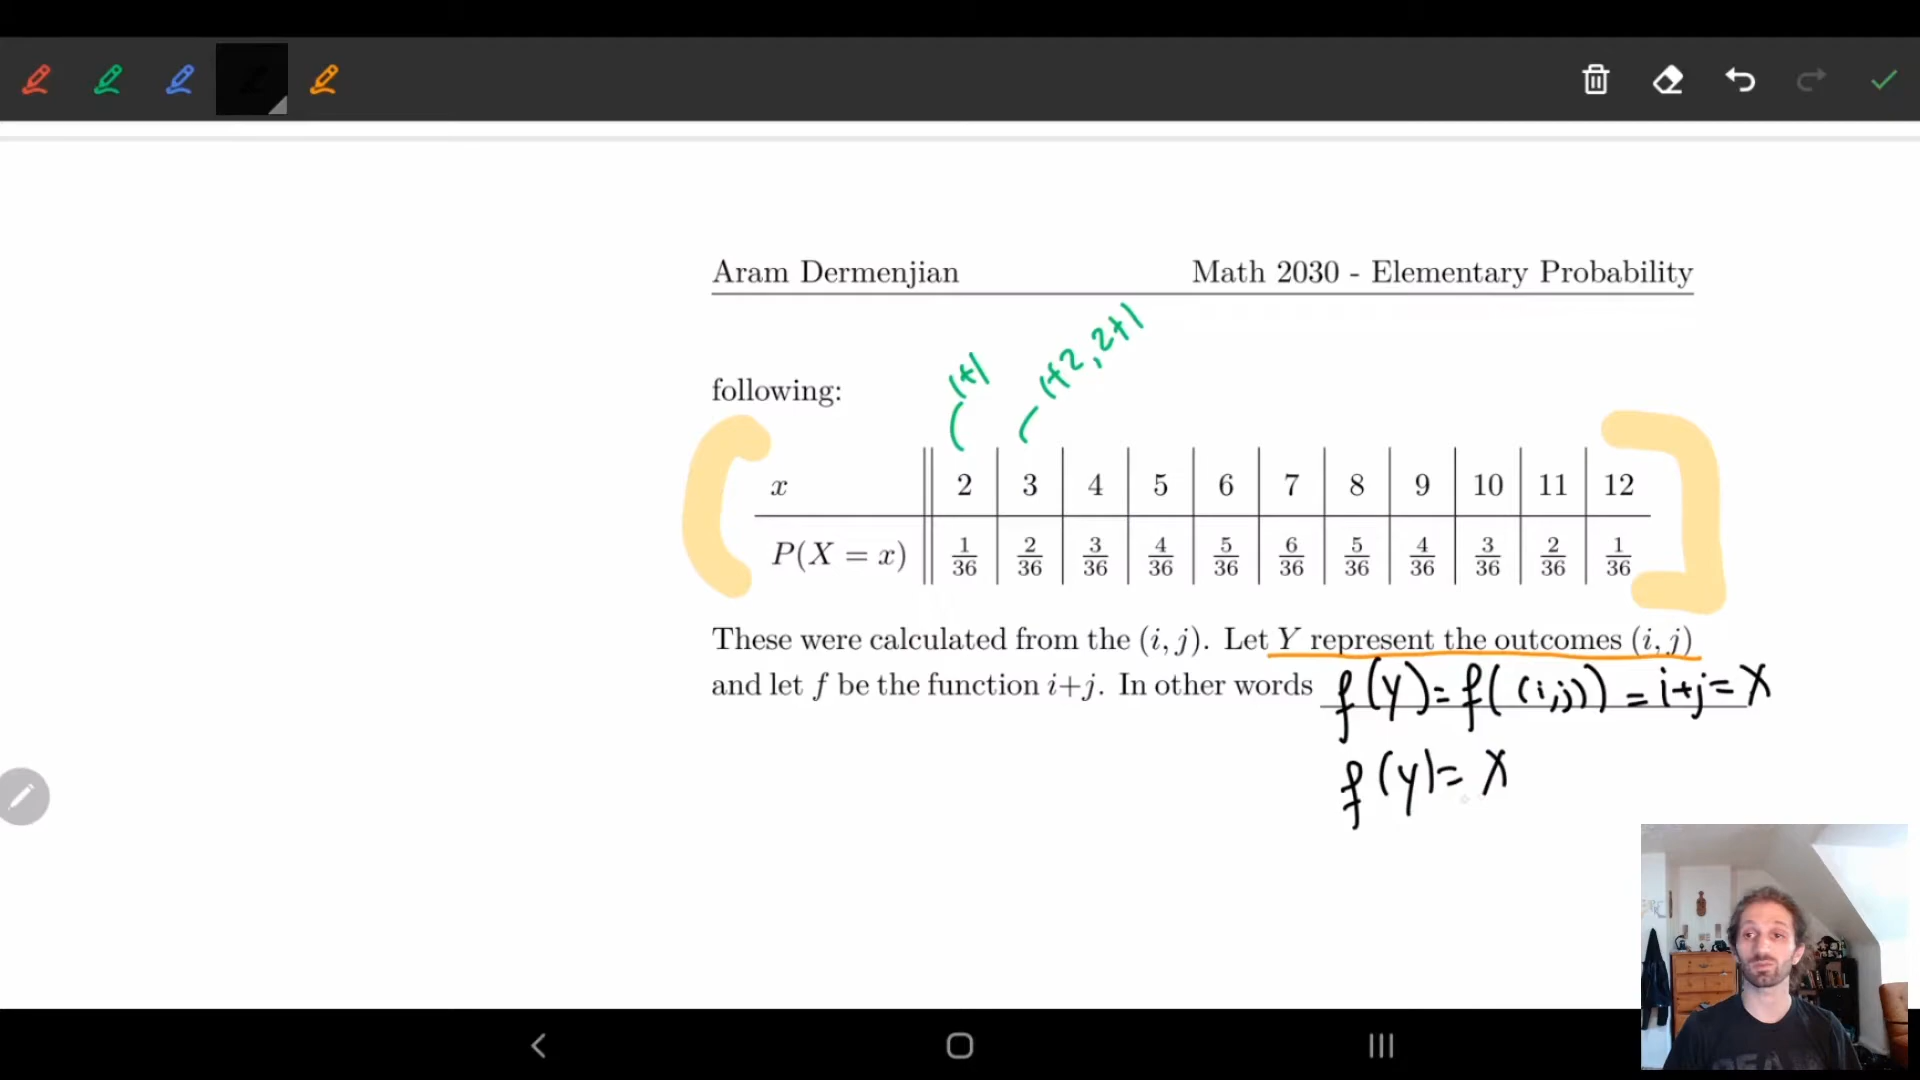 Aram Dermenjian Math 2030 - Elementary Probability
1+1 1+2, 2+1
following:
x 2 3 4 5 6 7 8 9 10 11 12
P(X = x) 1/36 2/36 3/36 4/36 5/36 6/36 5/36 4/36 3/36 2/36 1/36
These were calculated from the (i, j). Let Y represent the outcomes (i, j)
and let f be the function i+j. In other words f(Y)=f((i,j))=i+j=X
f(Y)=X